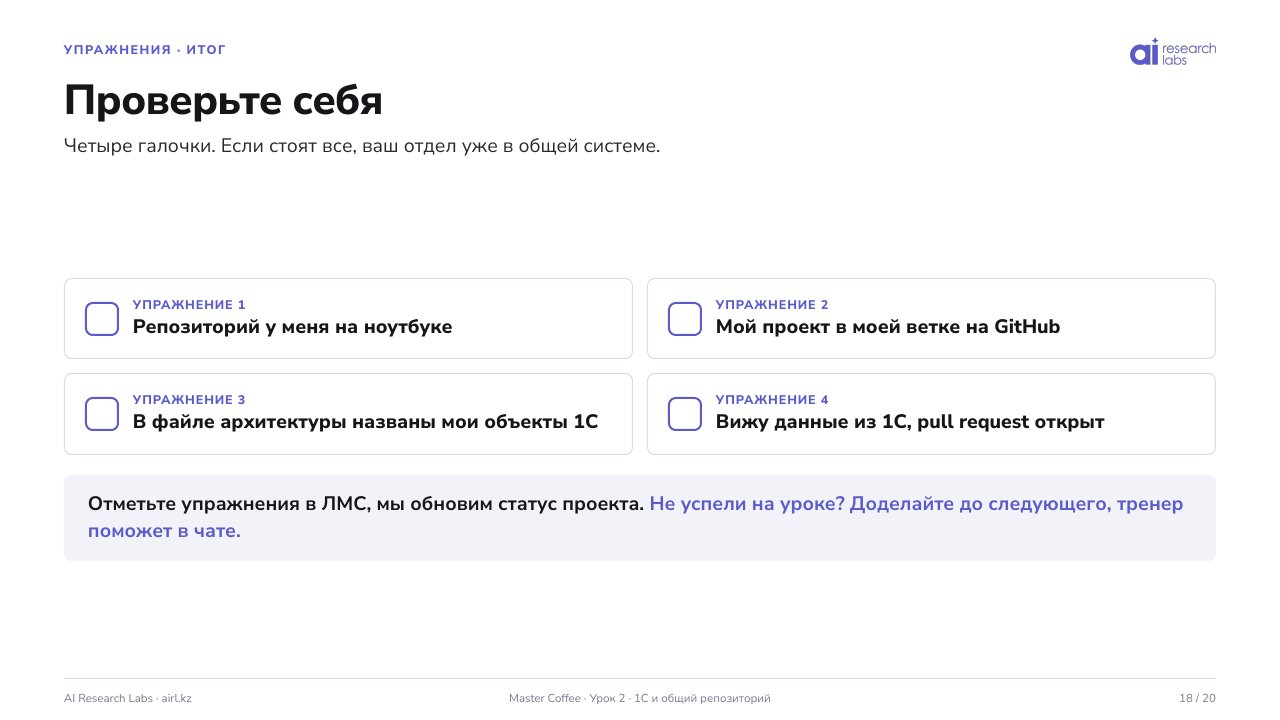 УПРАЖНЕНИЯ · ИТОГ
ai research labs
Проверьте себя
Четыре галочки. Если стоят все, ваш отдел уже в общей системе.
УПРАЖНЕНИЕ 1
Репозиторий у меня на ноутбуке
УПРАЖНЕНИЕ 2
Мой проект в моей ветке на GitHub
УПРАЖНЕНИЕ 3
В файле архитектуры названы мои объекты 1С
УПРАЖНЕНИЕ 4
Вижу данные из 1С, pull request открыт
Отметьте упражнения в ЛМС, мы обновим статус проекта. Не успели на уроке? Доделайте до следующего, тренер
поможет в чате.
AI Research Labs · airl.kz
Master Coffee · Урок 2 · 1С и общий репозиторий
18 / 20